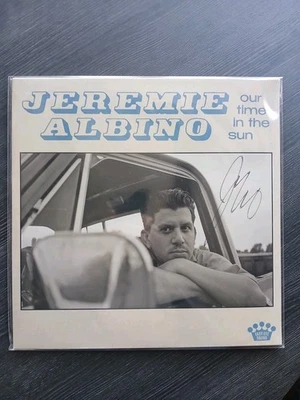 JEREMIE
ALBINO
our
time
in the
sun